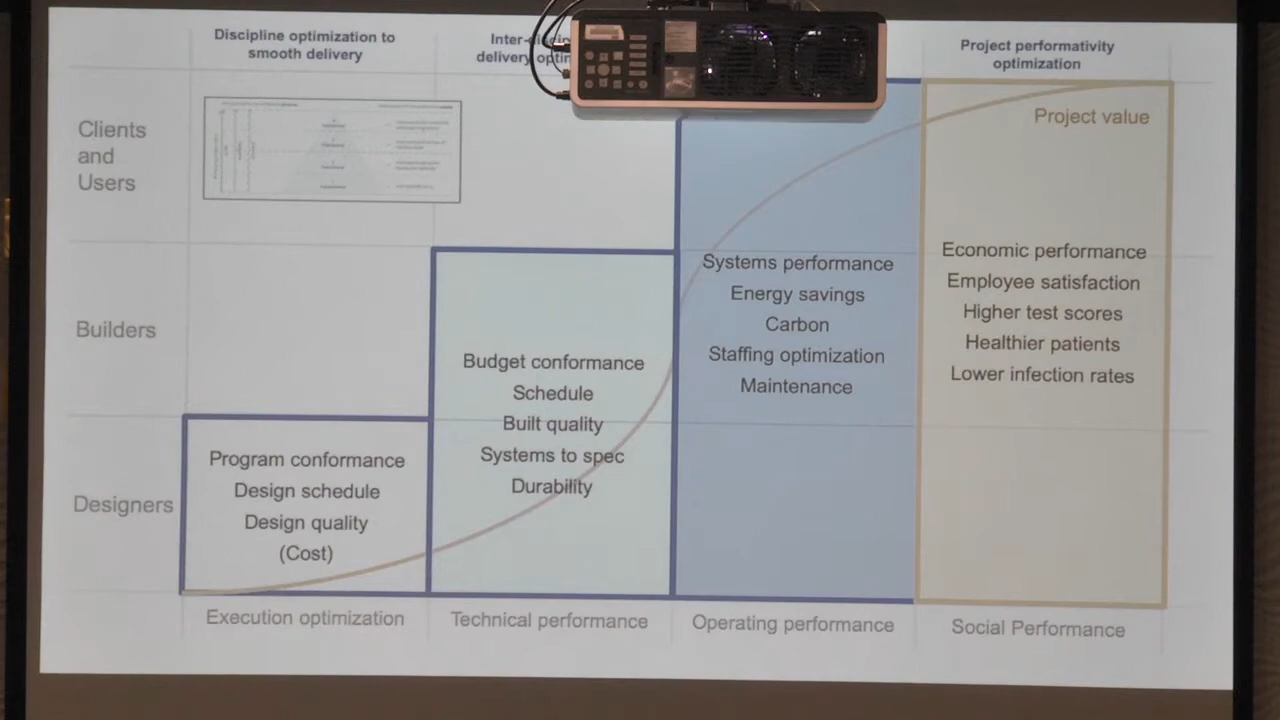 Discipline optimization to
smooth delivery
Project performativity
optimization
Clients
and
Users
Project value
Builders
Designers
Program conformance
Design schedule
Design quality
(Cost)
Budget conformance
Schedule
Built quality
Systems to spec
Durability
Systems performance
Energy savings
Carbon
Staffing optimization
Maintenance
Economic performance
Employee satisfaction
Higher test scores
Healthier patients
Lower infection rates
Execution optimization
Technical performance
Operating performance
Social Performance